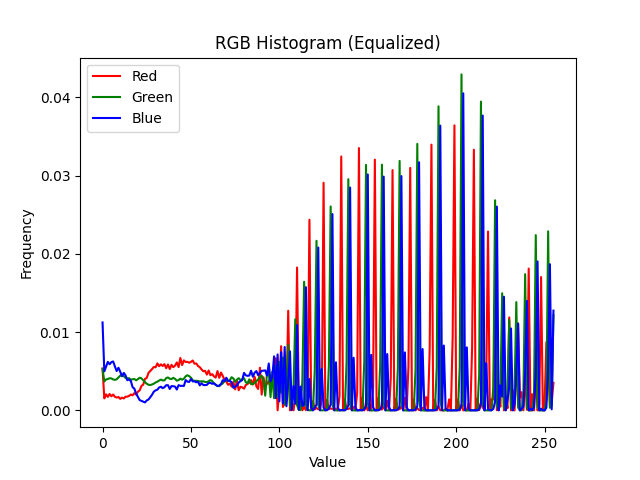 RGB Histogram (Equalized)
Red
Green
Blue
Frequency
0.04
0.03
0.02
0.01
0.00
0 50 100 150 200 250
Value